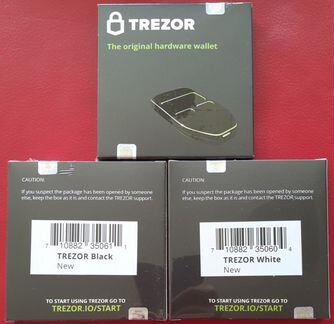 TREZOR
The original hardware wallet
CAUTION:
If you suspect the package has been opened by someone
else, keep the box as it is and contact the TREZOR support.
7 10882 35061 1
TREZOR Black
New
TO START USING TREZOR GO TO
TREZOR.IO/START
CAUTION:
If you suspect the package has been opened by someone
else, keep the box as it is and contact the TREZOR support.
7 10882 35060 4
TREZOR White
New
TO START USING TREZOR GO TO
TREZOR.IO/START